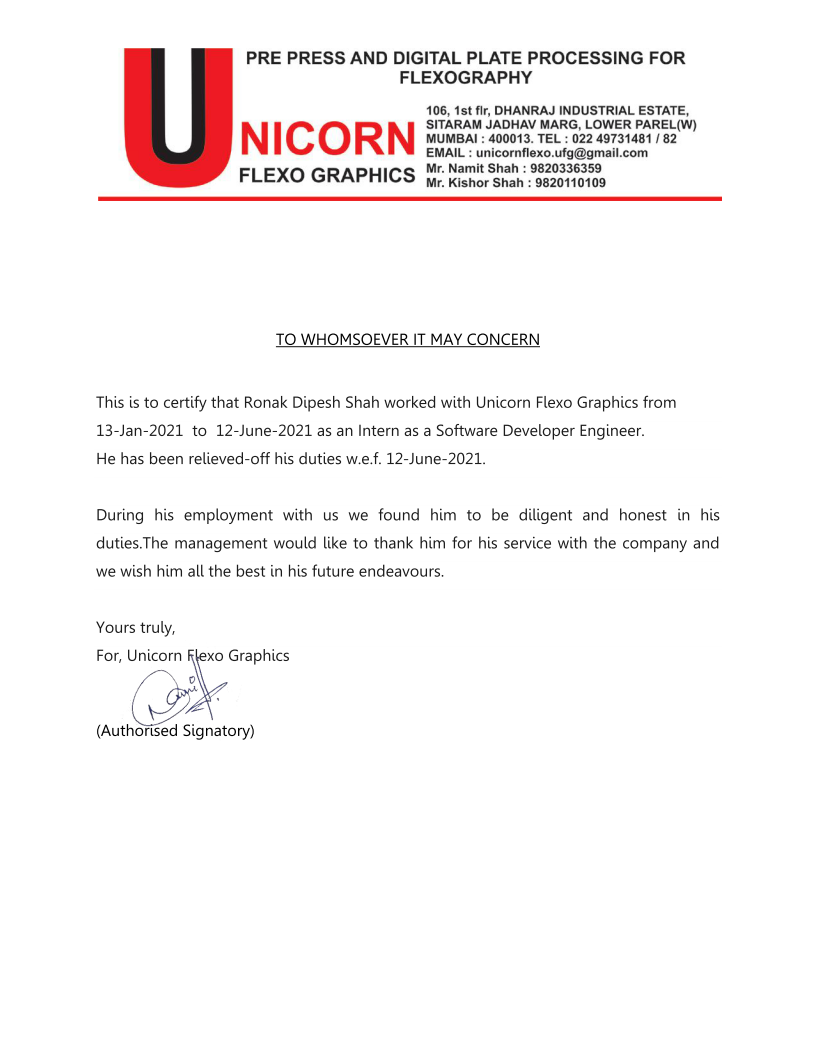 PRE PRESS AND DIGITAL PLATE PROCESSING FOR
FLEXOGRAPHY
UNICORN
FLEXO GRAPHICS
106, 1st flr, DHANRAJ INDUSTRIAL ESTATE,
SITARAM JADHAV MARG, LOWER PAREL(W)
MUMBAI : 400013. TEL : 022 49731481 / 82
EMAIL : unicornflexo.ufg@gmail.com
Mr. Namit Shah : 9820336359
Mr. Kishor Shah : 9820110109
TO WHOMSOEVER IT MAY CONCERN
This is to certify that Ronak Dipesh Shah worked with Unicorn Flexo Graphics from
13-Jan-2021 to 12-June-2021 as an Intern as a Software Developer Engineer.
He has been relieved-off his duties w.e.f. 12-June-2021.
During his employment with us we found him to be diligent and honest in his
duties.The management would like to thank him for his service with the company and
we wish him all the best in his future endeavours.
Yours truly,
For, Unicorn Flexo Graphics
(Authorised Signatory)